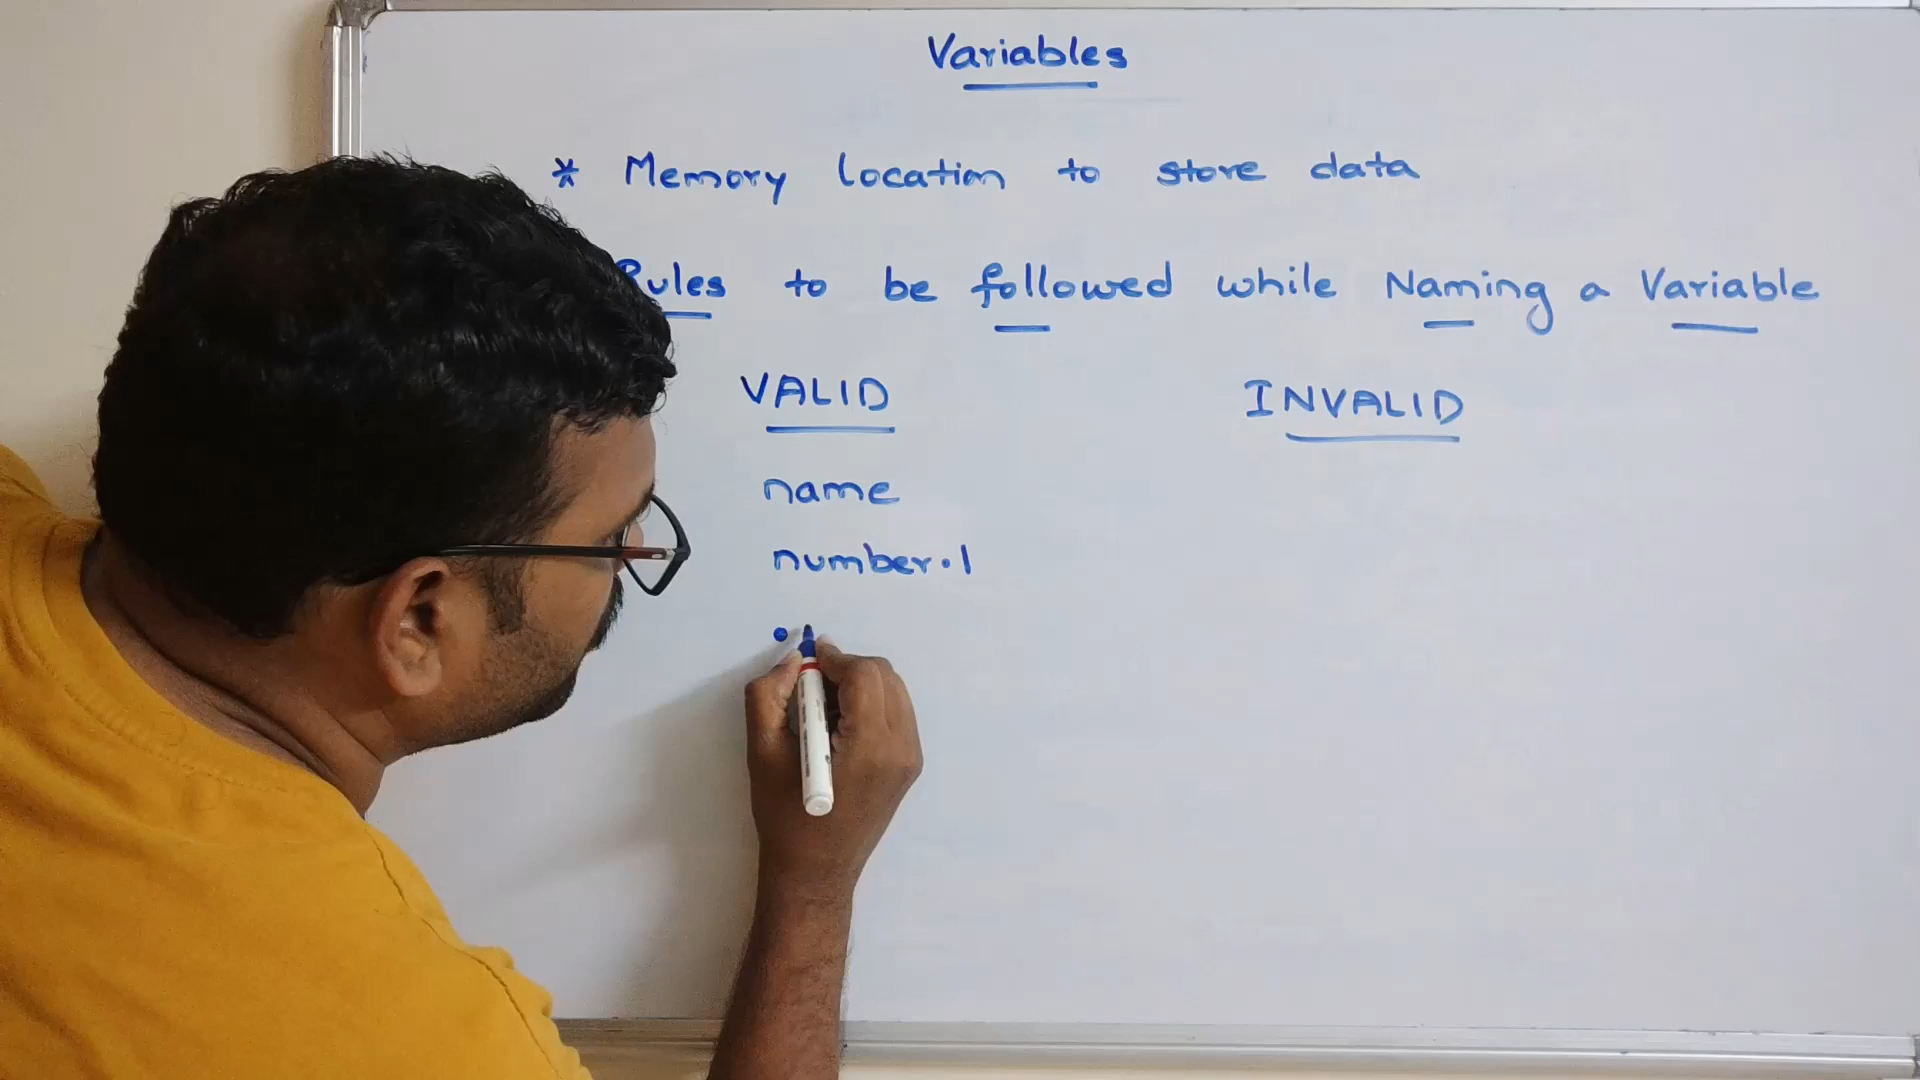 Variables
* Memory location to store data
Rules to be followed while Naming a Variable
VALID INVALID
name
number.1
.